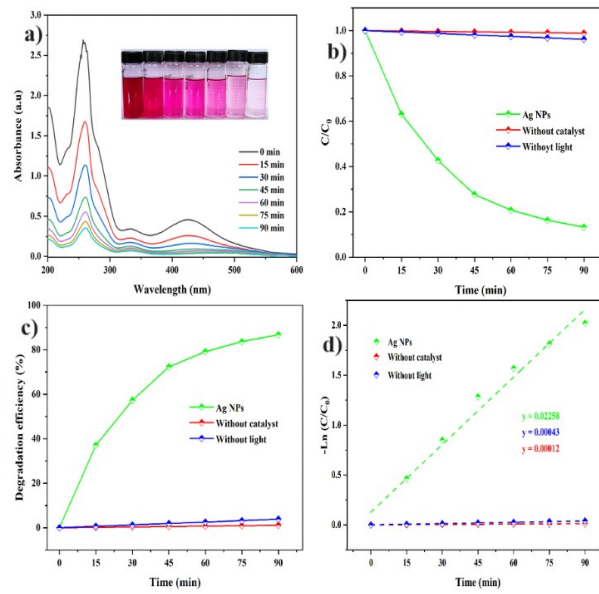 a)
Absorbance (a.u)
3.0
2.5
2.0
1.5
1.0
0.5
0.0
0 min
15 min
30 min
45 min
60 min
75 min
90 min
200
300
400
500
600
Wavelength (nm)
b)
C/C0
1.0
0.8
0.6
0.4
0.2
0.0
Ag NPs
Without catalyst
Withoyt light
0
15
30
45
60
75
90
Time (min)
c)
Degradation efficiency (%)
100
80
60
40
20
0
Ag NPs
Without catalyst
Without light
0
15
30
45
60
75
90
Time (min)
d)
-Ln (C/C0)
2.0
1.5
1.0
0.5
0.0
Ag NPs
Without catalyst
Without light
y = 0.02258
y = 0.00043
y = 0.00012
0
15
30
45
60
75
90
Time (min)